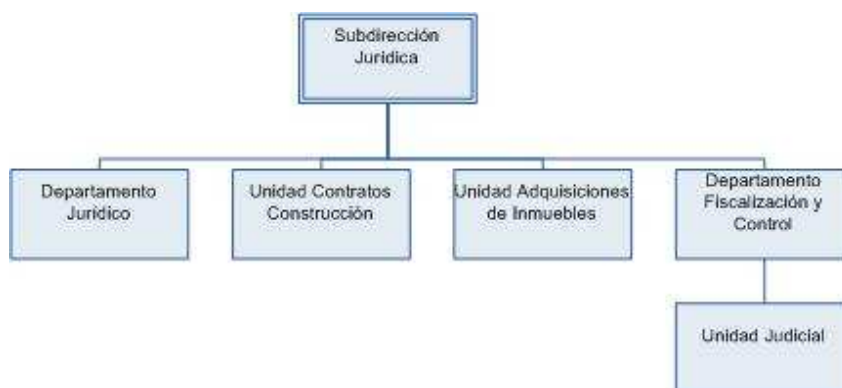 Subdirección
Jurídica
Departamento
Jurídico
Unidad Contratos
Construcción
Unidad Adquisiciones
de Inmuebles
Departamento
Fiscalización y
Control
Unidad Judicial